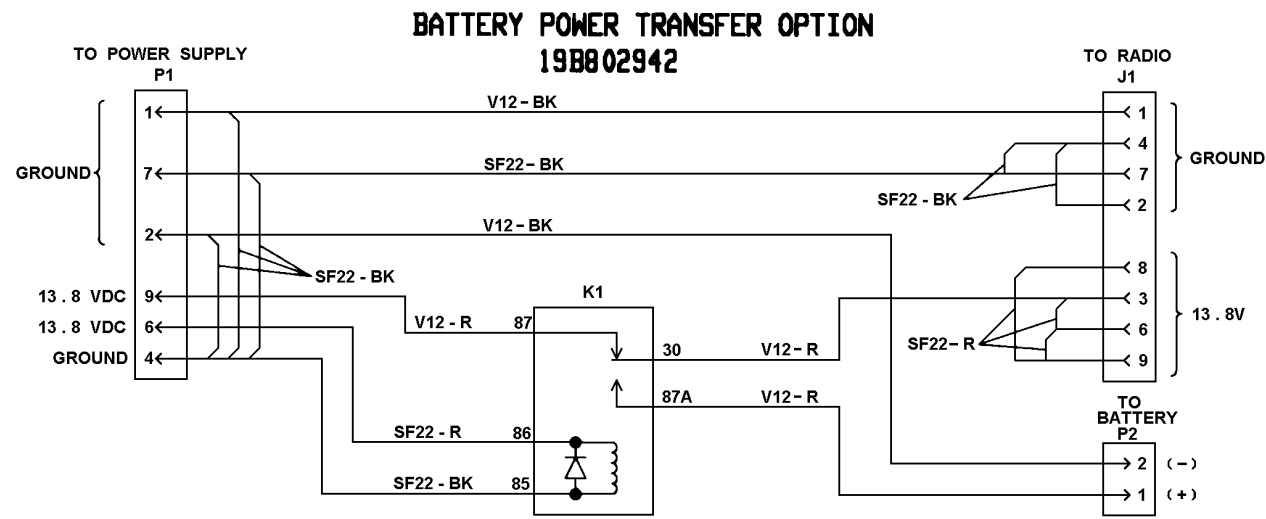 BATTERY POWER TRANSFER OPTION
19B802942
TO POWER SUPPLY
P1
TO RADIO
J1
V12-BK
1
1
4
GROUND
7
SF22-BK
7
GROUND
SF22-BK
2
2
V12-BK
SF22-BK
8
13.8 VDC 9
K1
3
13.8V
13.8 VDC 6
V12-R 87
6
SF22-R
GROUND 4
30 V12-R
9
87A V12-R
TO
BATTERY
P2
SF22-R 86
2 (-)
SF22-BK 85
1 (+)